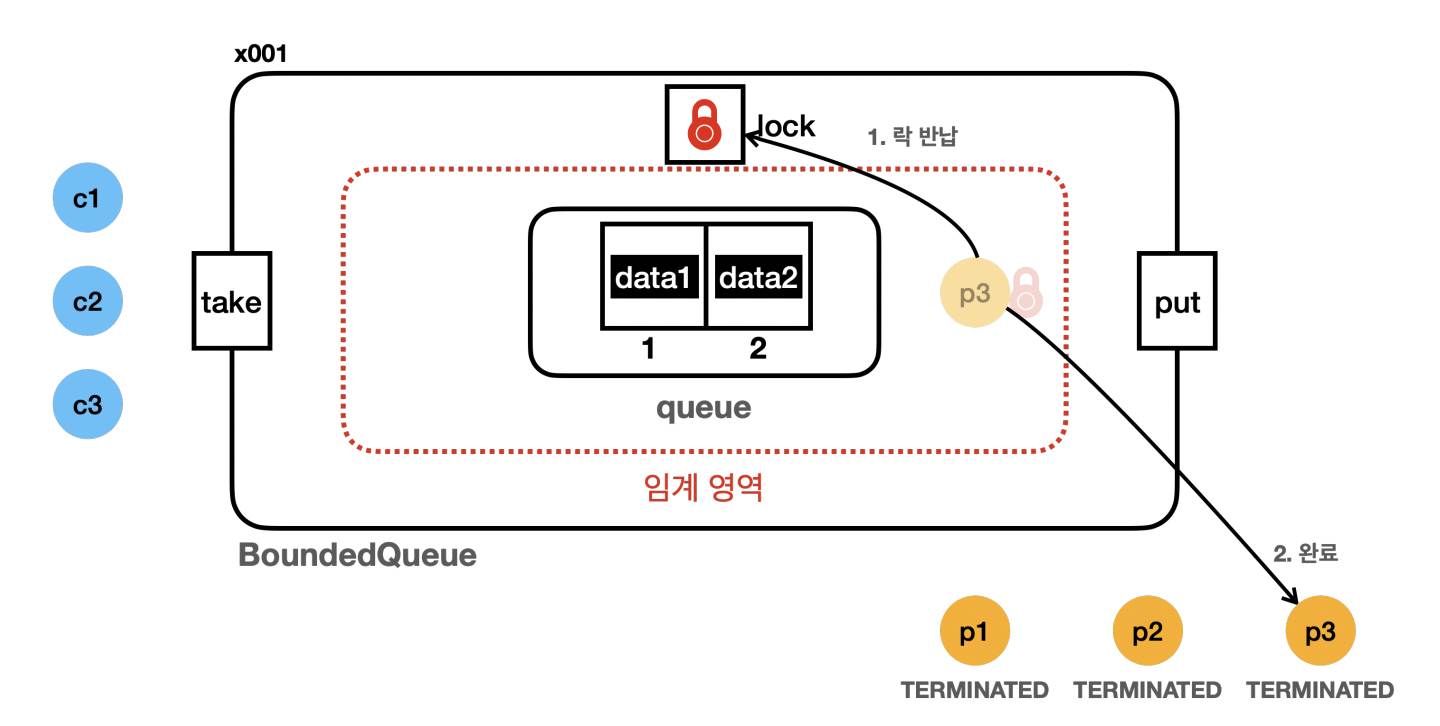 x001
lock
1. 락 반납
c1
c2
c3
take
data1
data2
1
2
queue
p3
put
임계 영역
BoundedQueue
2. 완료
p1
p2
p3
TERMINATED
TERMINATED
TERMINATED